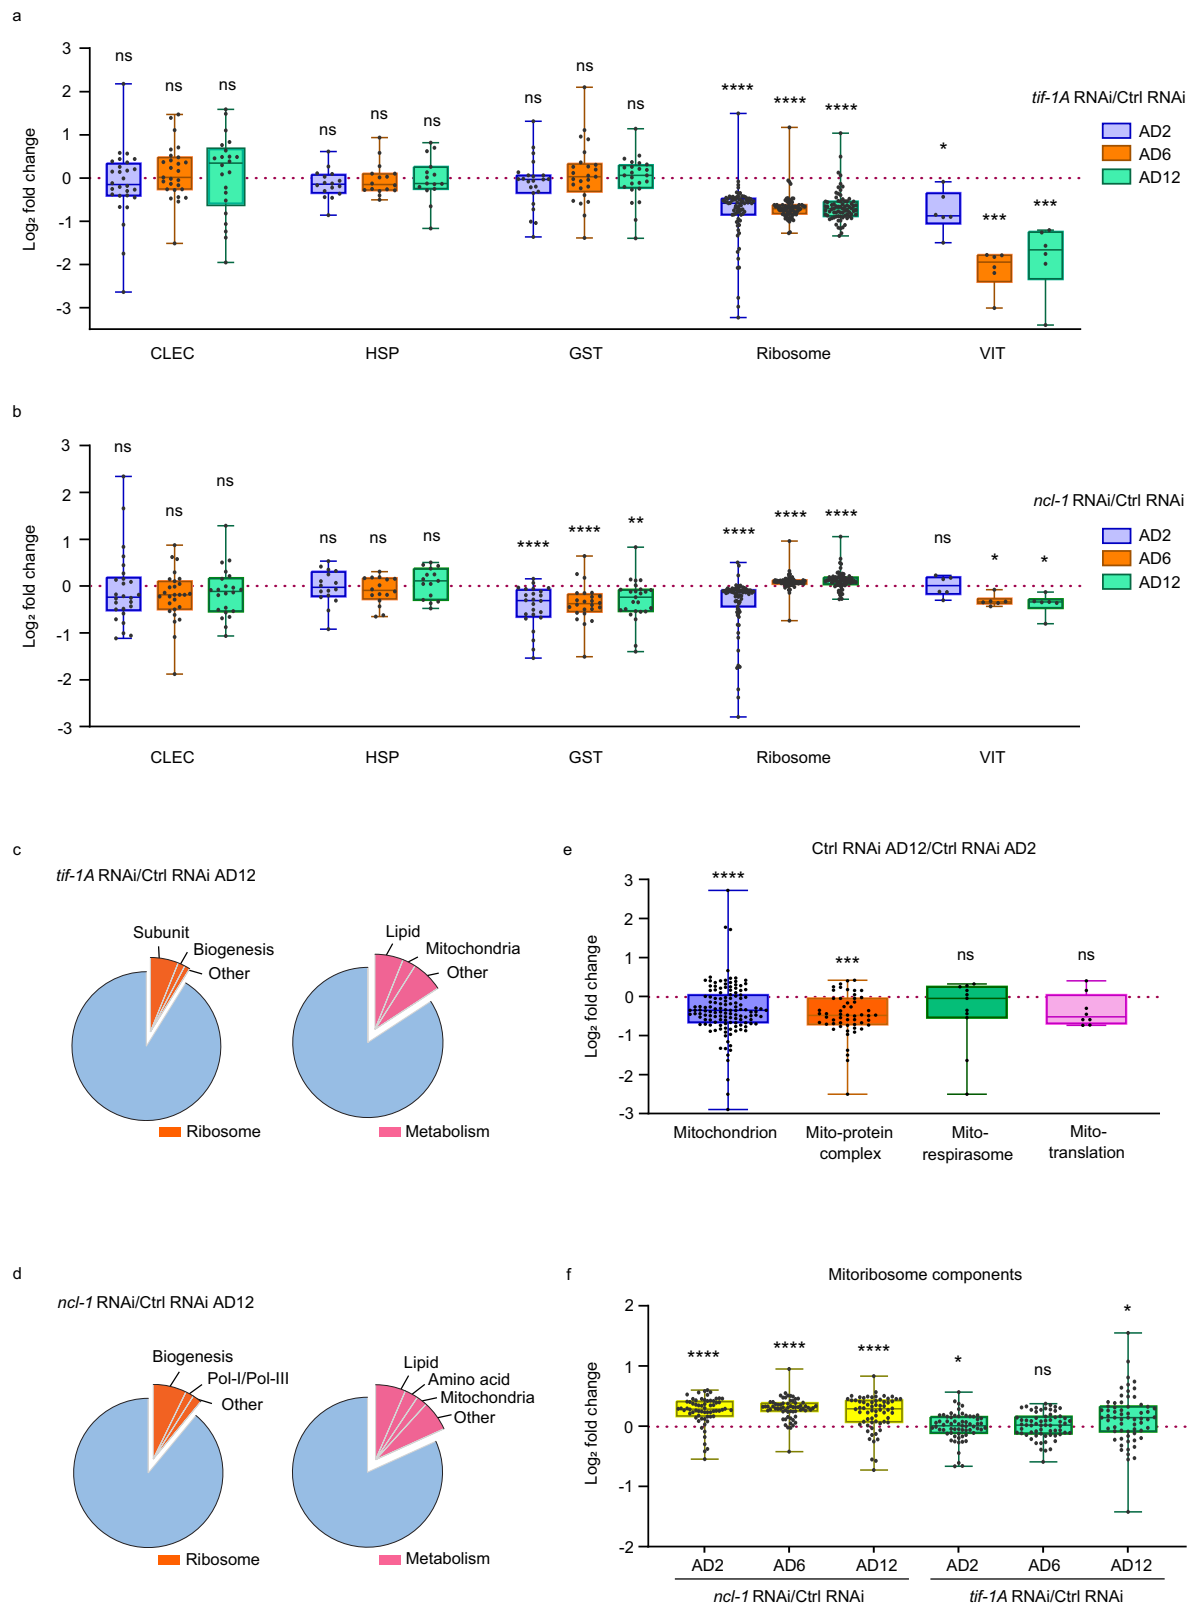 a
3
2
1
0
-1
-2
-3
Log₂ fold change
ns ns ns
ns ns ns
ns ns ns
**** **** ****
* *** ***
CLEC HSP GST Ribosome VIT
tif-1A RNAi/Ctrl RNAi
AD2
AD6
AD12
b
3
2
1
0
-1
-2
-3
Log₂ fold change
ns ns ns
ns ns ns
**** **** **
**** **** ****
ns * *
CLEC HSP GST Ribosome VIT
ncl-1 RNAi/Ctrl RNAi
AD2
AD6
AD12
c
tif-1A RNAi/Ctrl RNAi AD12
Subunit
Biogenesis
Other
Ribosome
Lipid
Mitochondria
Other
Metabolism
d
ncl-1 RNAi/Ctrl RNAi AD12
Biogenesis
Pol-I/Pol-III
Other
Ribosome
Lipid
Amino acid
Mitochondria
Other
Metabolism
e
Ctrl RNAi AD12/Ctrl RNAi AD2
3
2
1
0
-1
-2
-3
Log₂ fold change
**** *** ns ns
Mitochondrion
Mito-protein
complex
Mito-
respirasome
Mito-
translation
f
Mitoribosome components
2
1
0
-1
-2
Log₂ fold change
**** **** **** * ns *
AD2 AD6 AD12 AD2 AD6 AD12
ncl-1 RNAi/Ctrl RNAi tif-1A RNAi/Ctrl RNAi